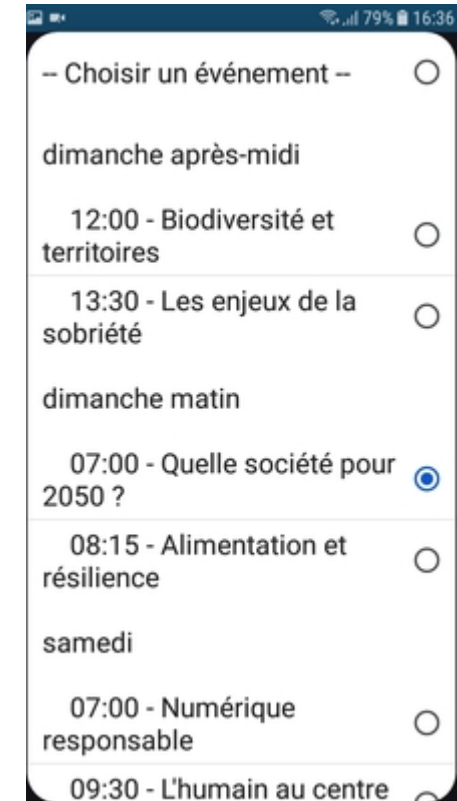 79% 16:36
-- Choisir un événement --
dimanche après-midi
12:00 - Biodiversité et
territoires
13:30 - Les enjeux de la
sobriété
dimanche matin
07:00 - Quelle société pour
2050 ?
08:15 - Alimentation et
résilience
samedi
07:00 - Numérique
responsable
09:30 - L'humain au centre